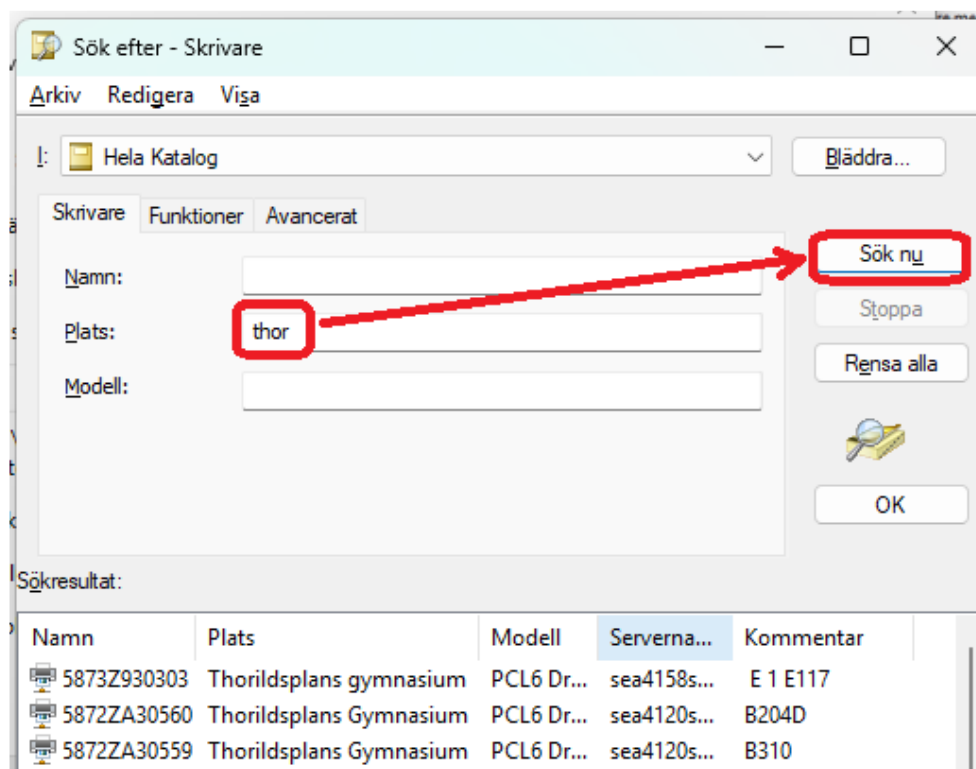 Sök efter - Skrivare
Arkiv Redigera Visa
I: Hela Katalog Bläddra...
Skrivare Funktioner Avancerat
Sök nu
Namn:
Stoppa
Plats: thor
Rensa alla
Modell:
OK
Sökresultat:
Namn Plats Modell Serverna... Kommentar
5873Z930303 Thorildsplans gymnasium PCL6 Dr... sea4158s... E 1 E117
5872ZA30560 Thorildsplans Gymnasium PCL6 Dr... sea4120s... B204D
5872ZA30559 Thorildsplans Gymnasium PCL6 Dr... sea4120s... B310